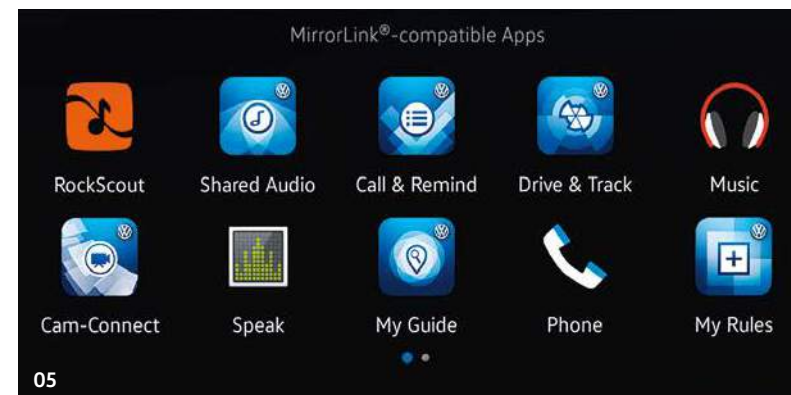 MirrorLink®-compatible Apps
RockScout Shared Audio Call & Remind Drive & Track Music
Cam-Connect Speak My Guide Phone My Rules
05